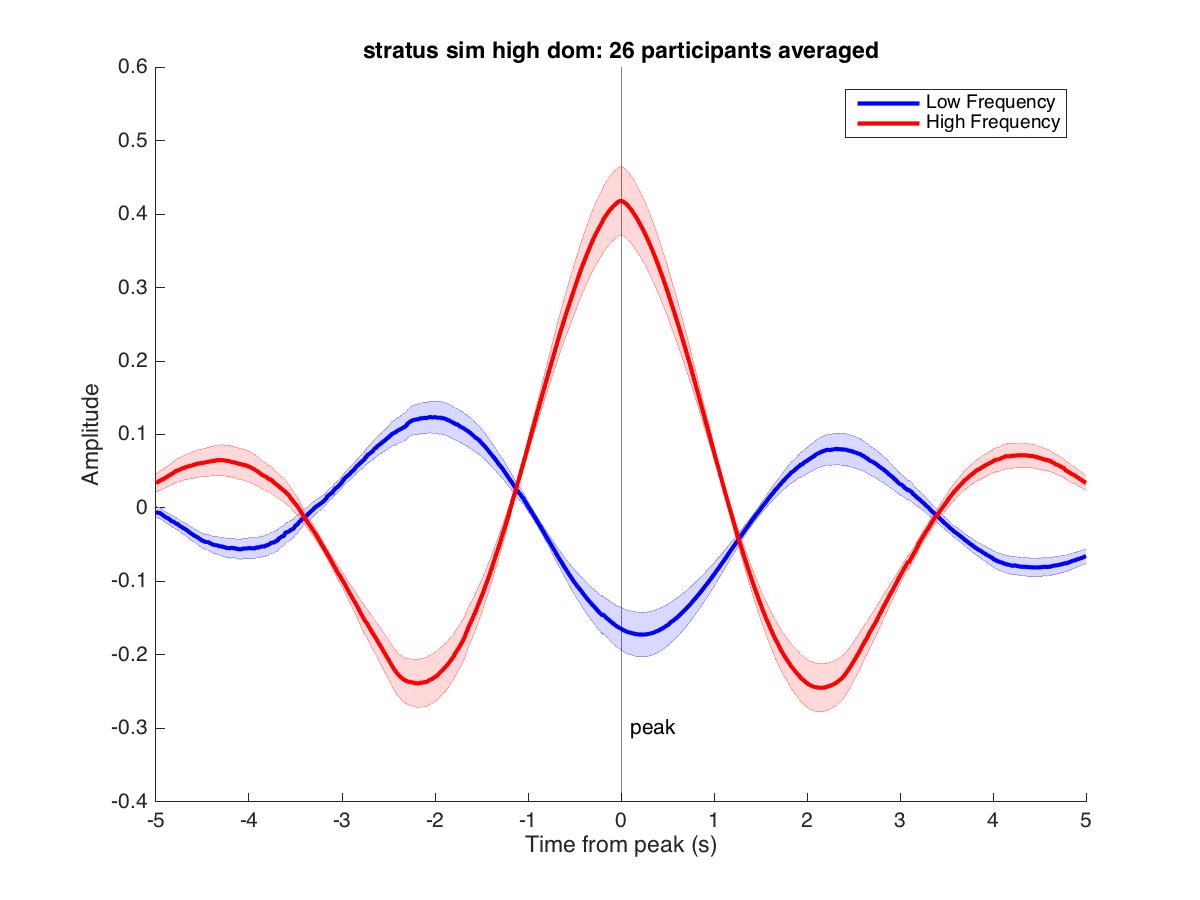 stratus sim high dom: 26 participants averaged
0.6
0.5
0.4
0.3
0.2
0.1
0
-0.1
-0.2
-0.3
-0.4
Amplitude
Low Frequency
High Frequency
peak
-5 -4 -3 -2 -1 0 1 2 3 4 5
Time from peak (s)